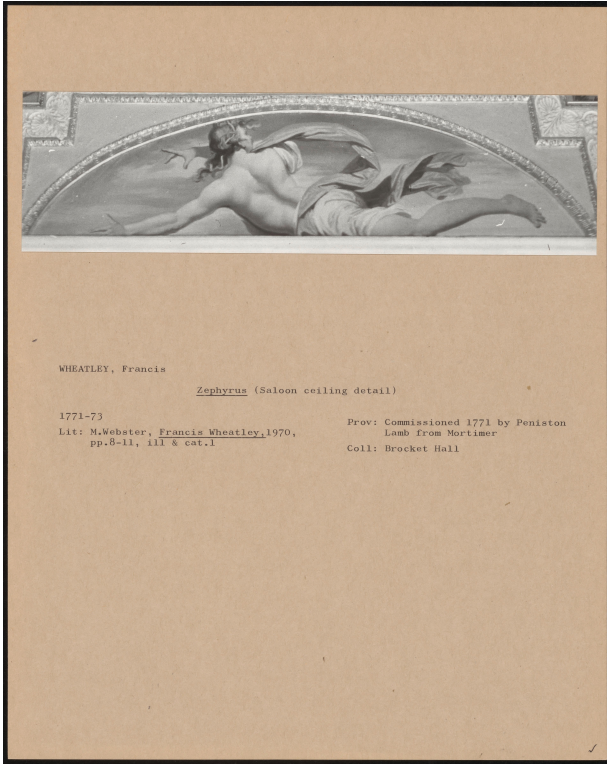 WHEATLEY, Francis
Zephyrus (Saloon ceiling detail)
1771-73
Lit: M.Webster, Francis Wheatley,1970,
pp.8-11, ill & cat.1
Prov: Commissioned 1771 by Peniston
Lamb from Mortimer
Coll: Brocket Hall